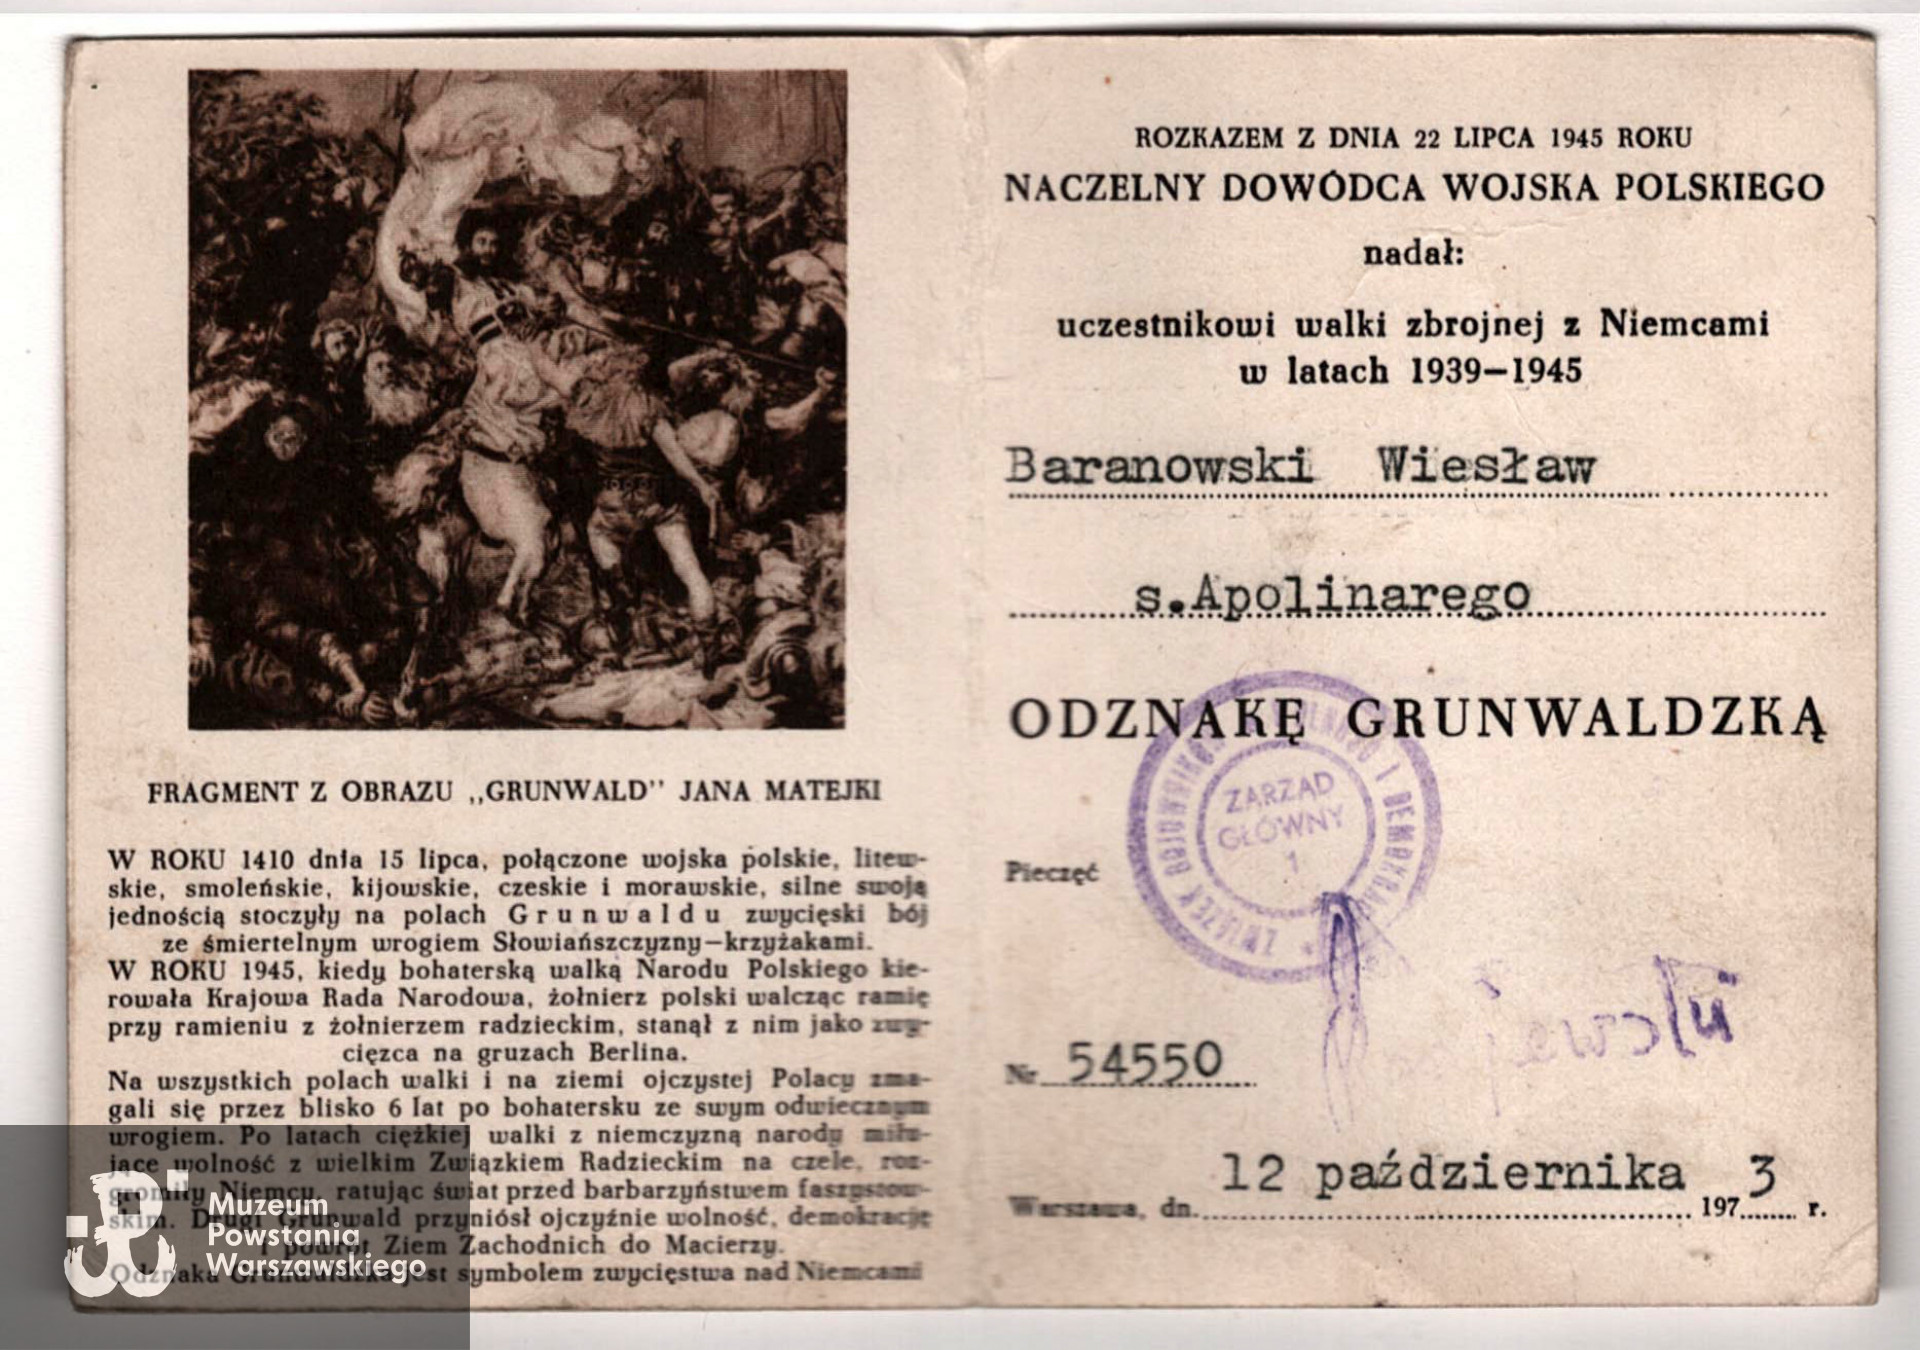 FRAGMENT Z OBRAZU „GRUNWALD” JANA MATEJKI
W ROKU 1410 dnia 15 lipca, połączone wojska polskie, litew-
skie, smoleńskie, kijowskie, czeskie i morawskie, silne swoją
jednością stoczyły na polach Grunwaldu zwycięski bój
ze śmiertelnym wrogiem Słowiańszczyzny—krzyżakami.
W ROKU 1945, kiedy bohaterską walką Narodu Polskiego kie-
rowała Krajowa Rada Narodowa, żołnierz polski walcząc ramię
przy ramieniu z żołnierzem radzieckim, stanął z nim jako zwy-
cięzca na gruzach Berlina.
Na wszystkich polach walki i na ziemi ojczystej Polacy zma-
gali się przez blisko 6 lat po bohatersku ze swym odwiecznym
wrogiem. Po latach ciężkiej walki z niemczyzną narody miłu-
jące wolność z wielkim Związkiem Radzieckim na czele, roz-
gromiły Niemcy, ratując świat przed barbarzyństwem faszystow-
skim. Drugi Grunwald przyniósł ojczyźnie wolność, demokrację
i powrót Ziem Zachodnich do Macierzy.
Odznaka Grunwaldzka jest symbolem zwycięstwa nad Niemcami
Muzeum
Powstania
Warszawskiego
ROZKAZEM Z DNIA 22 LIPCA 1945 ROKU
NACZELNY DOWÓDCA WOJSKA POLSKIEGO
nadał:
uczestnikowi walki zbrojnej z Niemcami
w latach 1939—1945
Baranowski Wiesław
s.Apolinarego
ODZNAKĘ GRUNWALDZKĄ
ZWIĄZEK BOJOWNIKÓW I
ZARZĄD
GŁÓWNY
1
Pieczęć
Nr 54550
Warszawa, dn. 12 października 1973 r.